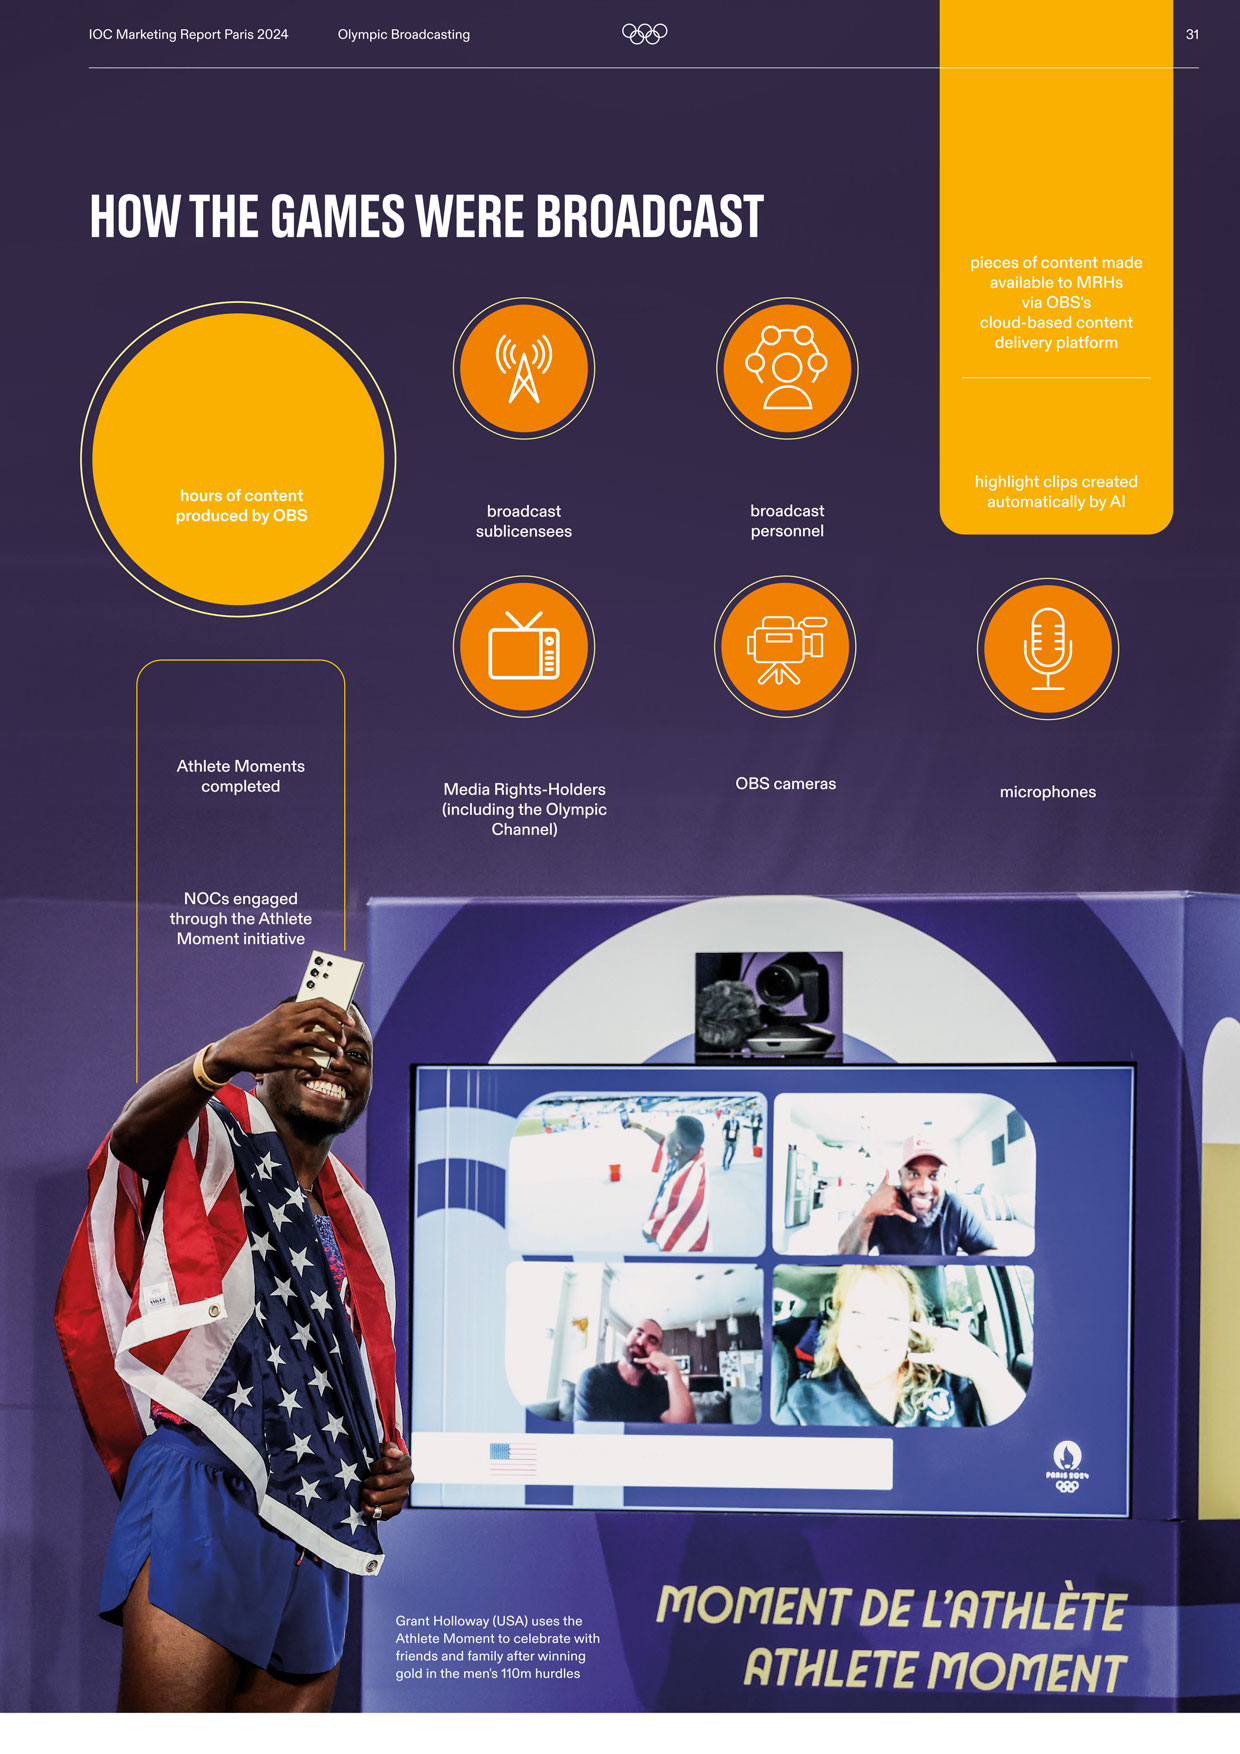 IOC Marketing Report Paris 2024
Olympic Broadcasting
31
HOW THE GAMES WERE BROADCAST
pieces of content made
available to MRHs
via OBS's
cloud-based content
delivery platform
highlight clips created
automatically by AI
hours of content
produced by OBS
broadcast
sublicensees
broadcast
personnel
Athlete Moments
completed
NOCs engaged
through the Athlete
Moment initiative
Media Rights-Holders
(including the Olympic
Channel)
OBS cameras
microphones
PARIS 2024
Grant Holloway (USA) uses the
Athlete Moment to celebrate with
friends and family after winning
gold in the men's 110m hurdles
MOMENT DE L'ATHLÈTE
ATHLETE MOMENT